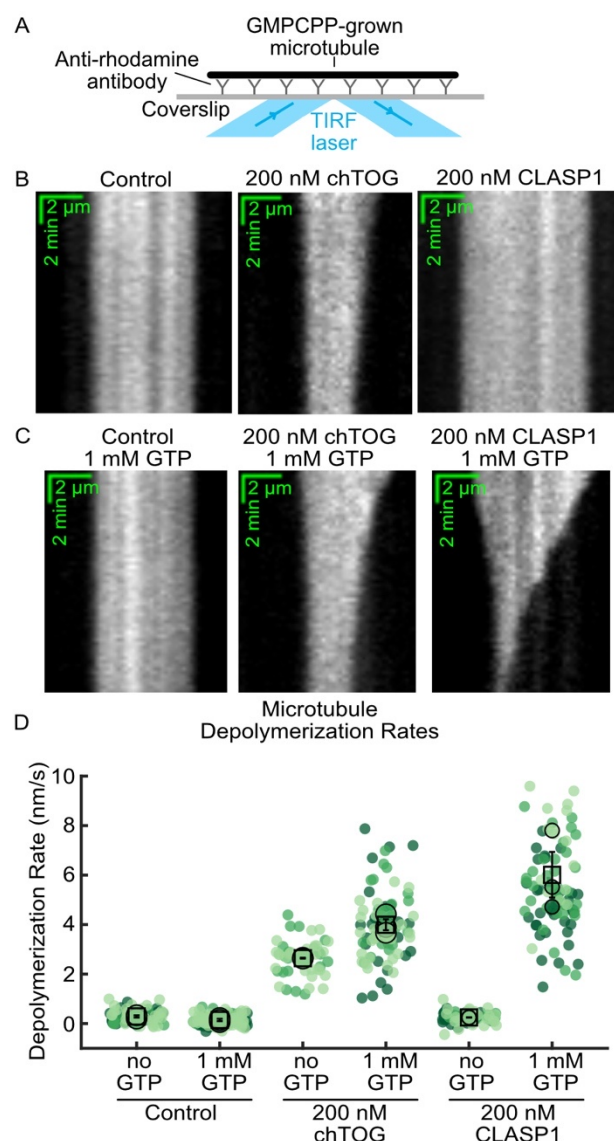 A
GMPCPP-grown
microtubule
Anti-rhodamine
antibody
Coverslip
TIRF
laser
B
Control
200 nM chTOG
200 nM CLASP1
2 µm
2 min
2 µm
2 min
2 µm
2 min
C
Control
1 mM GTP
200 nM chTOG
1 mM GTP
200 nM CLASP1
1 mM GTP
2 µm
2 min
2 µm
2 min
2 µm
2 min
D
Microtubule
Depolymerization Rates
Depolymerization Rate (nm/s)
10
8
6
4
2
0
no
GTP
1 mM
GTP
no
GTP
1 mM
GTP
no
GTP
1 mM
GTP
Control
200 nM
chTOG
200 nM
CLASP1